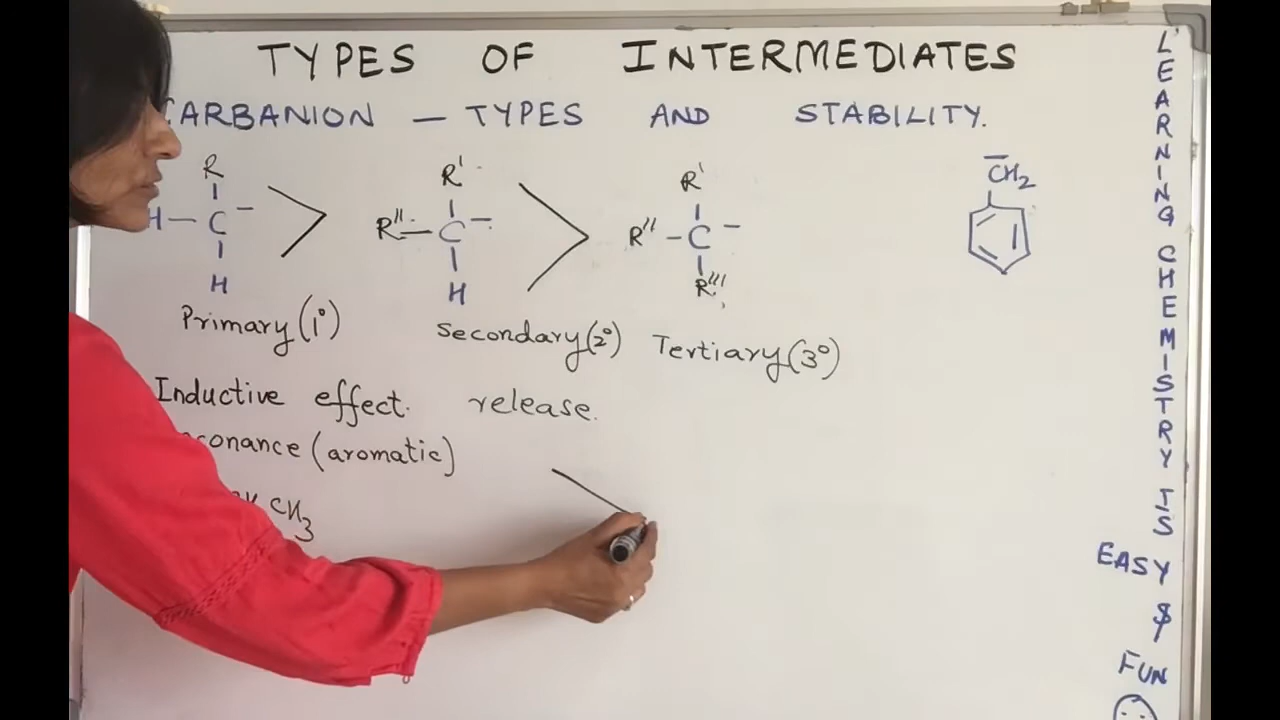 TYPES OF INTERMEDIATES
CARBANION – TYPES AND STABILITY.
R
H – C –
H
Primary (1°)
>
R'
R'' – C –
H
Secondary (2°)
>
R'
R'' – C –
R'''
Tertiary (3°)
–
CH2
Inductive effect. release.
(aromatic)
CH3
LEARNING CHEMISTRY IS
EASY
$
FUN